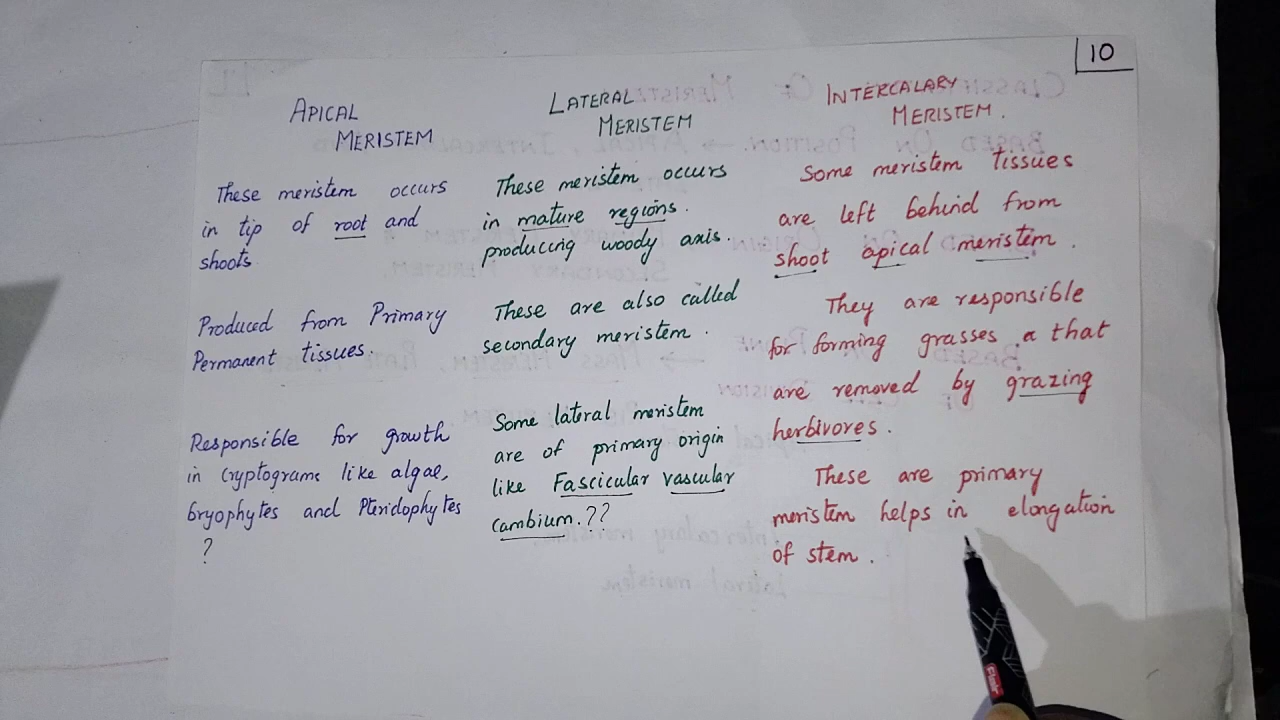 10
APICAL
MERISTEM
These meristem occurs
in tip of root and
shoots
Produced from Primary
Permanent tissues.
Responsible for growth
in Cryptograms like algae,
Bryophytes and Pteridophytes
?
LATERAL
MERISTEM
These meristem occurs
in mature regions.
producing woody axis.
These are also called
secondary meristem.
Some lateral meristem
are of primary origin
like Fascicular vascular
cambium.??
INTERCALARY
MERISTEM.
Some meristem tissues
are left behind from
shoot apical meristem.
They are responsible
for forming grasses that
are removed by grazing
herbivores.
These are primary
meristem helps in elongation
of stem.